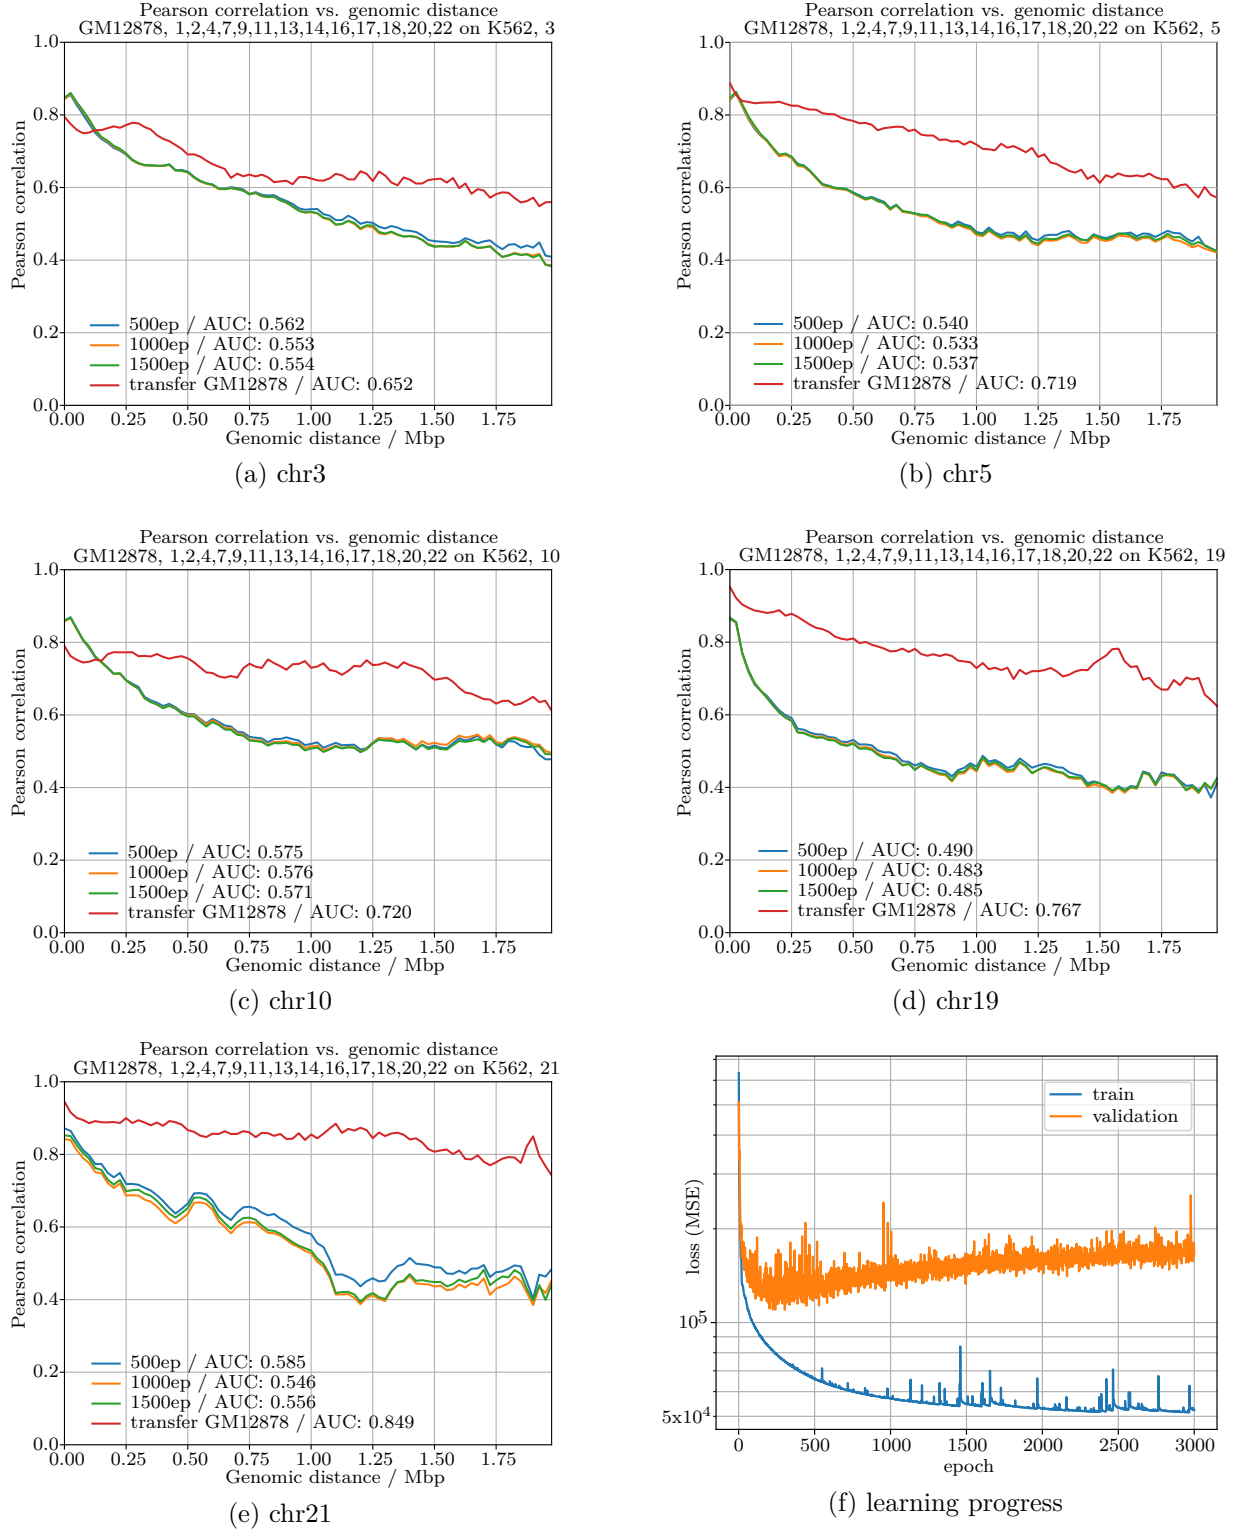 Pearson correlation vs. genomic distance
GM12878, 1,2,4,7,9,11,13,14,16,17,18,20,22 on K562, 3
1.0
0.8
0.6
0.4
0.2
0.0
Pearson correlation
500ep / AUC: 0.562
1000ep / AUC: 0.553
1500ep / AUC: 0.554
transfer GM12878 / AUC: 0.652
0.00 0.25 0.50 0.75 1.00 1.25 1.50 1.75
Genomic distance / Mbp
(a) chr3
Pearson correlation vs. genomic distance
GM12878, 1,2,4,7,9,11,13,14,16,17,18,20,22 on K562, 5
1.0
0.8
0.6
0.4
0.2
0.0
Pearson correlation
500ep / AUC: 0.540
1000ep / AUC: 0.533
1500ep / AUC: 0.537
transfer GM12878 / AUC: 0.719
0.00 0.25 0.50 0.75 1.00 1.25 1.50 1.75
Genomic distance / Mbp
(b) chr5
Pearson correlation vs. genomic distance
GM12878, 1,2,4,7,9,11,13,14,16,17,18,20,22 on K562, 10
1.0
0.8
0.6
0.4
0.2
0.0
Pearson correlation
500ep / AUC: 0.575
1000ep / AUC: 0.576
1500ep / AUC: 0.571
transfer GM12878 / AUC: 0.720
0.00 0.25 0.50 0.75 1.00 1.25 1.50 1.75
Genomic distance / Mbp
(c) chr10
Pearson correlation vs. genomic distance
GM12878, 1,2,4,7,9,11,13,14,16,17,18,20,22 on K562, 19
1.0
0.8
0.6
0.4
0.2
0.0
Pearson correlation
500ep / AUC: 0.490
1000ep / AUC: 0.483
1500ep / AUC: 0.485
transfer GM12878 / AUC: 0.767
0.00 0.25 0.50 0.75 1.00 1.25 1.50 1.75
Genomic distance / Mbp
(d) chr19
Pearson correlation vs. genomic distance
GM12878, 1,2,4,7,9,11,13,14,16,17,18,20,22 on K562, 21
1.0
0.8
0.6
0.4
0.2
0.0
Pearson correlation
500ep / AUC: 0.585
1000ep / AUC: 0.546
1500ep / AUC: 0.556
transfer GM12878 / AUC: 0.849
0.00 0.25 0.50 0.75 1.00 1.25 1.50 1.75
Genomic distance / Mbp
(e) chr21
train
validation
loss (MSE)
10⁵
5x10⁴
0 500 1000 1500 2000 2500 3000
epoch
(f) learning progress